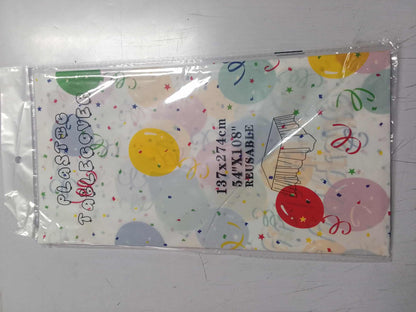 PLASTIC
TABLECOVER
137x274cm
54"X108"
REUSABLE